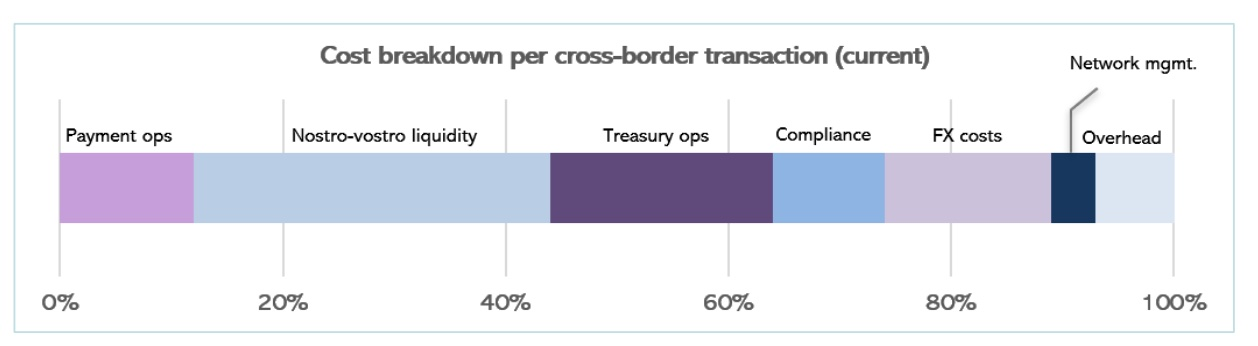 Cost breakdown per cross-border transaction (current)
Network mgmt.
Payment ops Nostro-vostro liquidity Treasury ops Compliance FX costs Overhead
0% 20% 40% 60% 80% 100%